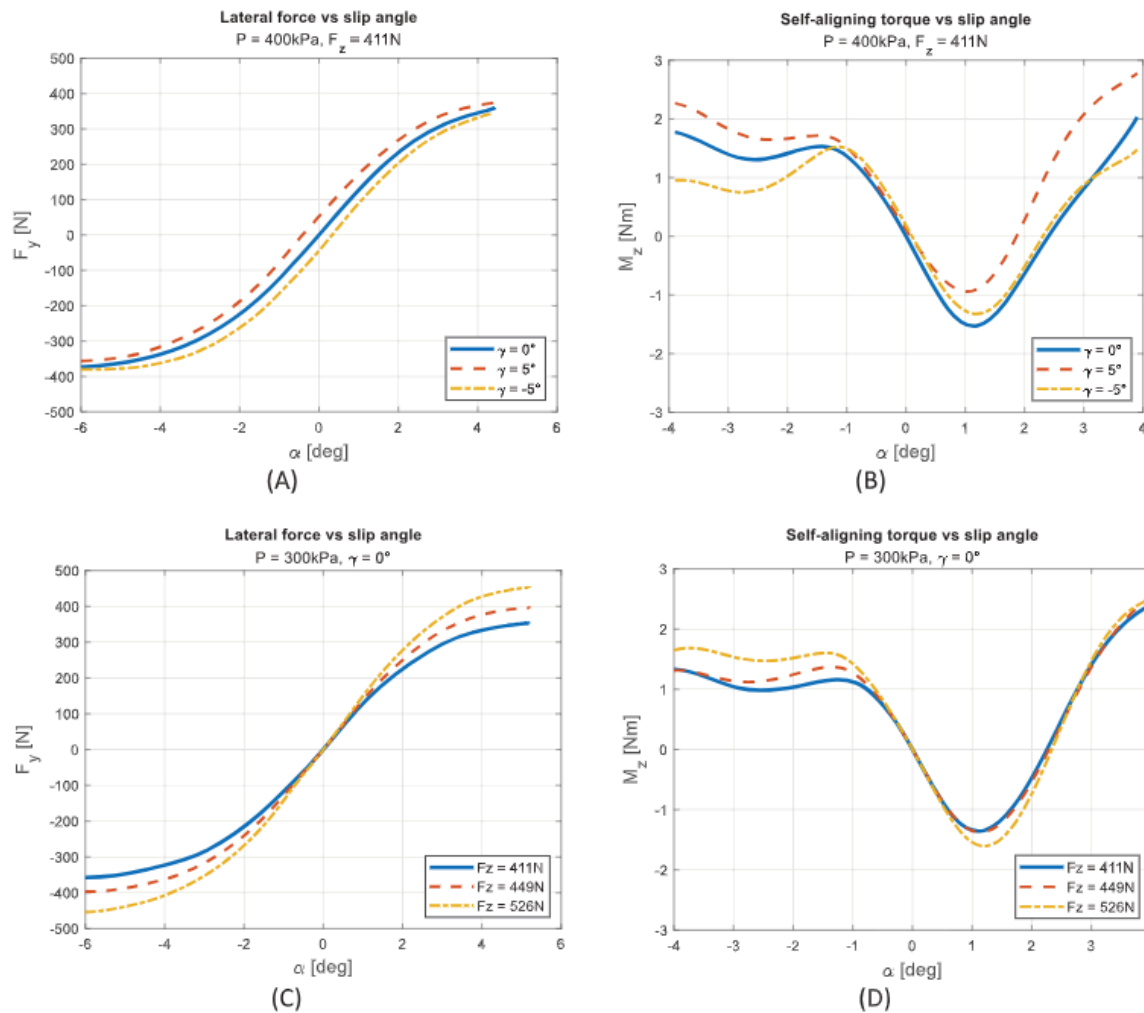 Lateral force vs slip angle
P = 400kPa, F_z = 411N
500
400
300
200
100
0
-100
-200
-300
-400
-500
F_y [N]
-6
-4
-2
0
2
4
6
α [deg]
γ = 0°
γ = 5°
γ = -5°
(A)
Self-aligning torque vs slip angle
P = 400kPa, F_z = 411N
3
2
1
0
-1
-2
-3
M_z [Nm]
-4
-3
-2
-1
0
1
2
3
4
α [deg]
γ = 0°
γ = 5°
γ = -5°
(B)
Lateral force vs slip angle
P = 300kPa, γ = 0°
500
400
300
200
100
0
-100
-200
-300
-400
-500
F_y [N]
-6
-4
-2
0
2
4
6
α [deg]
Fz = 411N
Fz = 449N
Fz = 526N
(C)
Self-aligning torque vs slip angle
P = 300kPa, γ = 0°
3
2
1
0
-1
-2
-3
M_z [Nm]
-4
-3
-2
-1
0
1
2
3
α [deg]
Fz = 411N
Fz = 449N
Fz = 526N
(D)